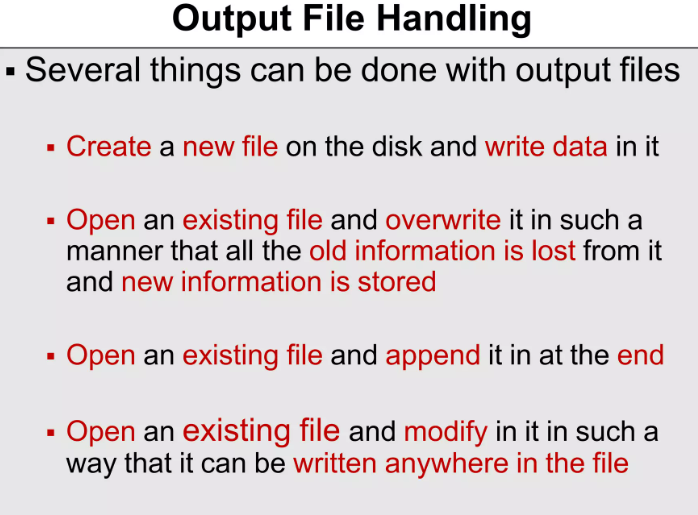 Output File Handling
▪ Several things can be done with output files
▪ Create a new file on the disk and write data in it
▪ Open an existing file and overwrite it in such a
manner that all the old information is lost from it
and new information is stored
▪ Open an existing file and append it in at the end
▪ Open an existing file and modify in it in such a
way that it can be written anywhere in the file